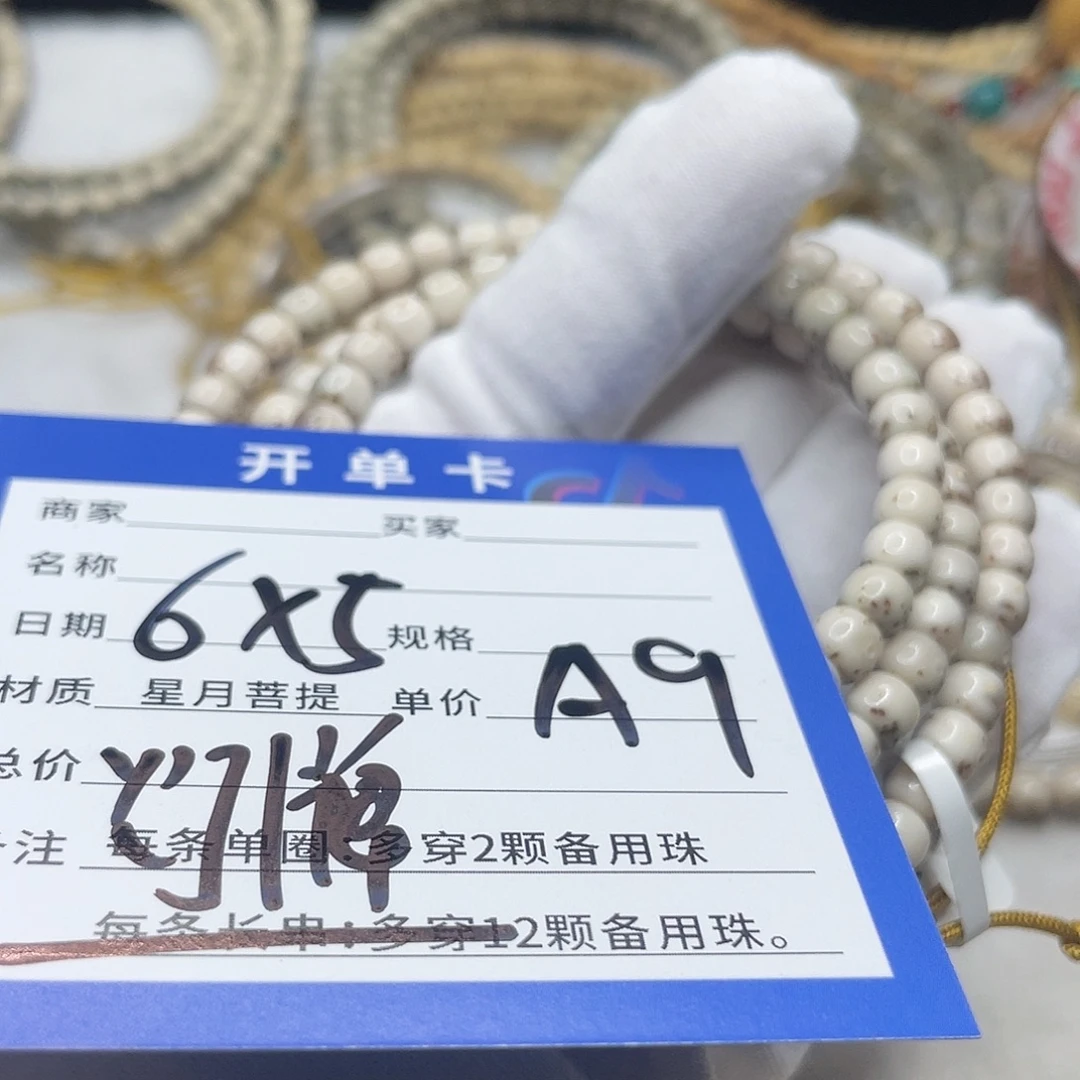 开单卡
商家 买家
名称
日期 6X5 规格
材质 星月菩提 单价 A9
总价
注 每条单圈:多穿2颗备用珠
每条长串:多穿12颗备用珠。